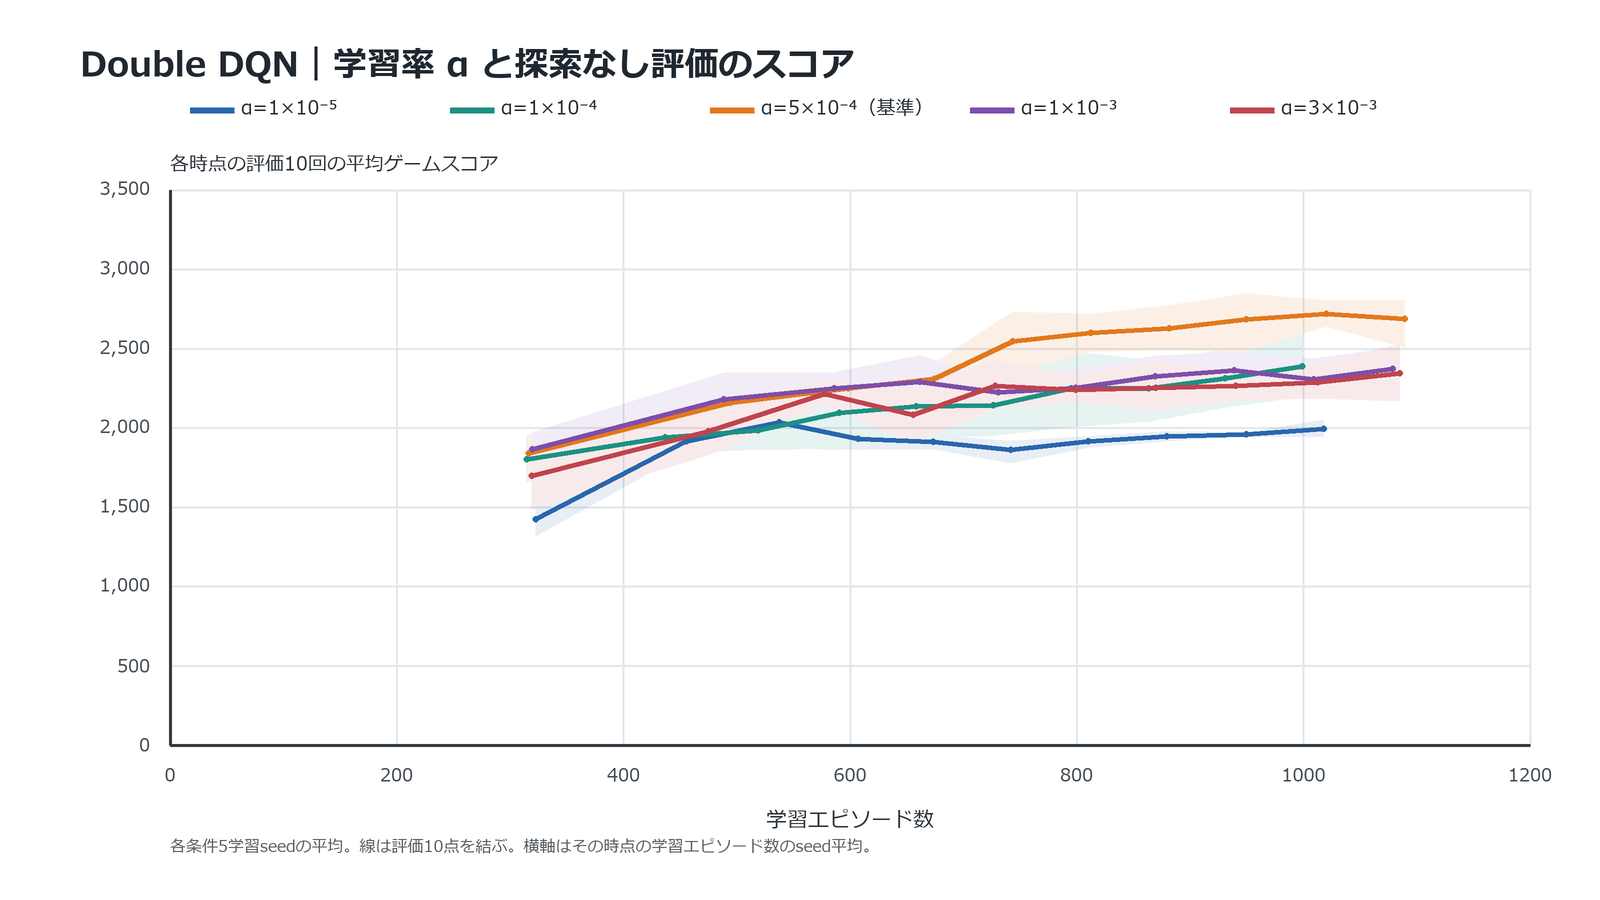 Double DQN｜学習率 α と探索なし評価のスコア
α=1×10⁻⁵ α=1×10⁻⁴ α=5×10⁻⁴（基準） α=1×10⁻³ α=3×10⁻³
各時点の評価10回の平均ゲームスコア
3,500
3,000
2,500
2,000
1,500
1,000
500
0
0 200 400 600 800 1000 1200
学習エピソード数
各条件5学習seedの平均。線は評価10点を結ぶ。横軸はその時点の学習エピソード数のseed平均。